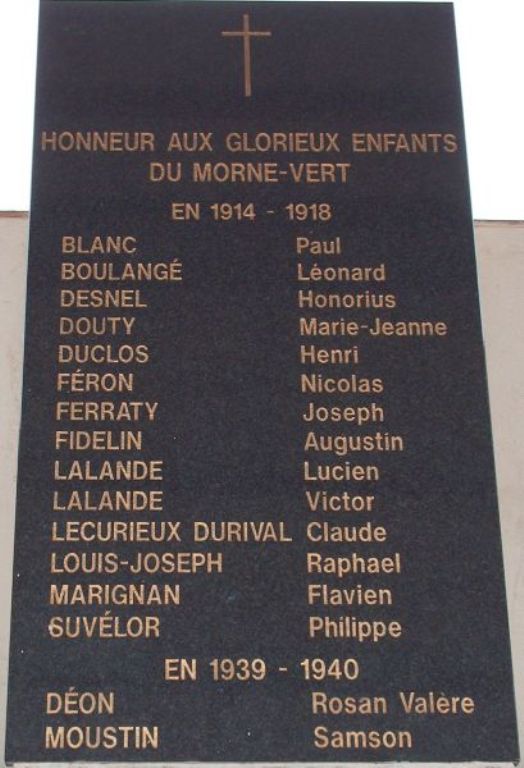 HONNEUR AUX GLORIEUX ENFANTS
DU MORNE-VERT
EN 1914 - 1918
BLANC Paul
BOULANGÉ Léonard
DESNEL Honorius
DOUTY Marie-Jeanne
DUCLOS Henri
FÉRON Nicolas
FERRATY Joseph
FIDELIN Augustin
LALANDE Lucien
LALANDE Victor
LECURIEUX DURIVAL Claude
LOUIS-JOSEPH Raphael
MARIGNAN Flavien
SUVÉLOR Philippe
EN 1939 - 1940
DÉON Rosan Valère
MOUSTIN Samson